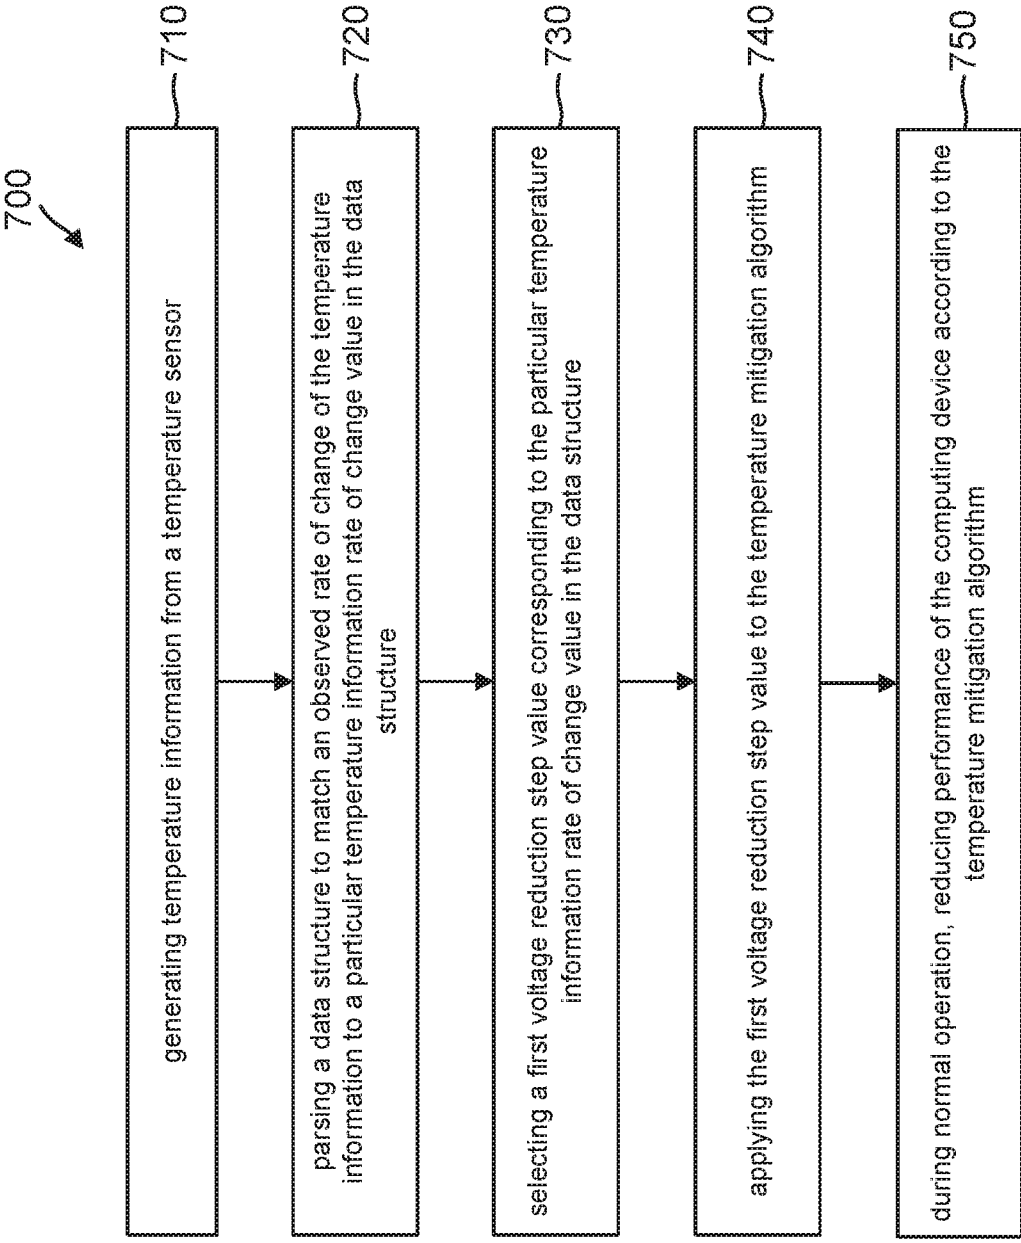 700
generating temperature information from a temperature sensor
710
parsing a data structure to match an observed rate of change of the temperature
information to a particular temperature information rate of change value in the data
structure
720
selecting a first voltage reduction step value corresponding to the particular temperature
information rate of change value in the data structure
730
applying the first voltage reduction step value to the temperature mitigation algorithm
740
during normal operation, reducing performance of the computing device according to the
temperature mitigation algorithm
750